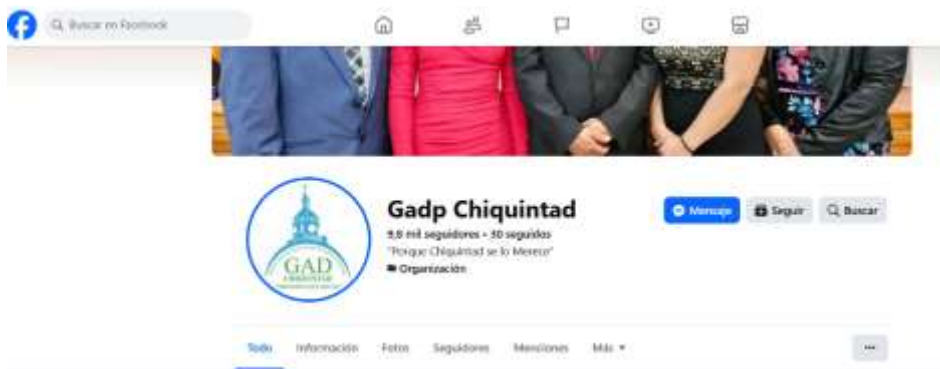 Buscar en Facebook
Gadp Chiquintad
9,8 mil seguidores • 30 seguidos
"Porque Chiquintad se lo Merece"
Organización
Mensaje
Seguir
Buscar
GAD
CHIQUINTAD
Todo
Información
Fotos
Seguidores
Menciones
Más